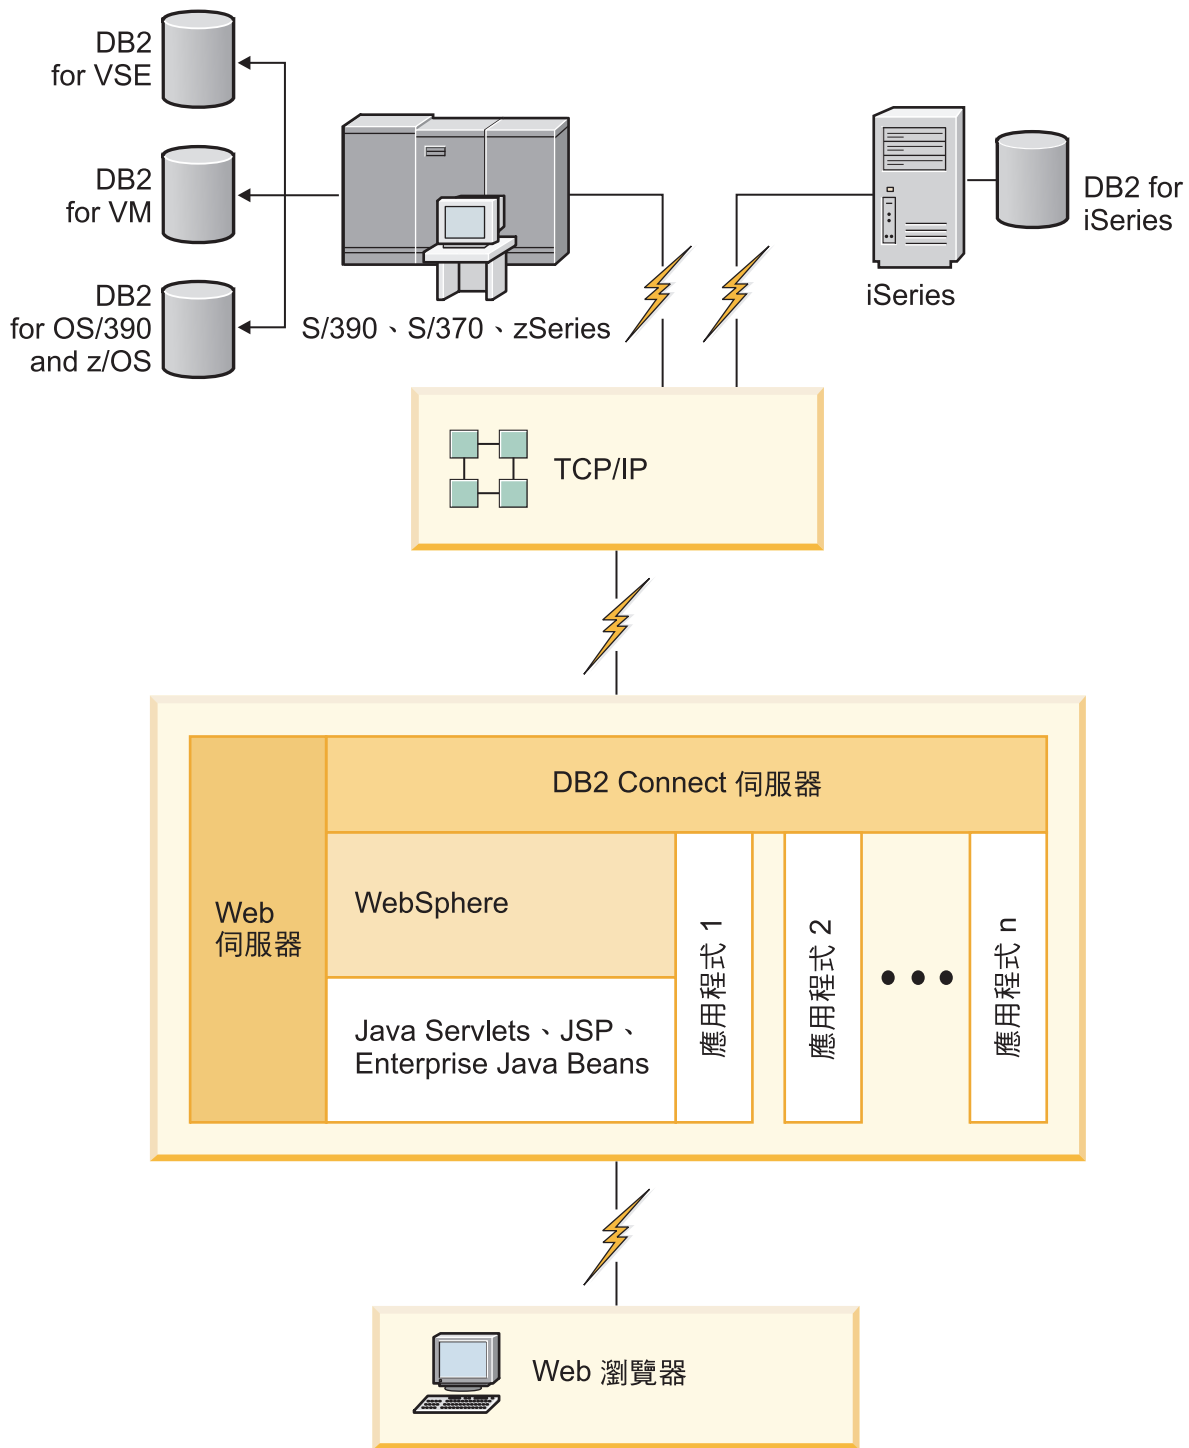 DB2
for VSE
DB2
for VM
DB2
for OS/390
and z/OS
S/390、S/370、zSeries
iSeries
DB2 for
iSeries
TCP/IP
DB2 Connect 伺服器
Web
伺服器
WebSphere
Java Servlets、JSP、
Enterprise Java Beans
應用程式 1
應用程式 2
應用程式 n
Web 瀏覽器